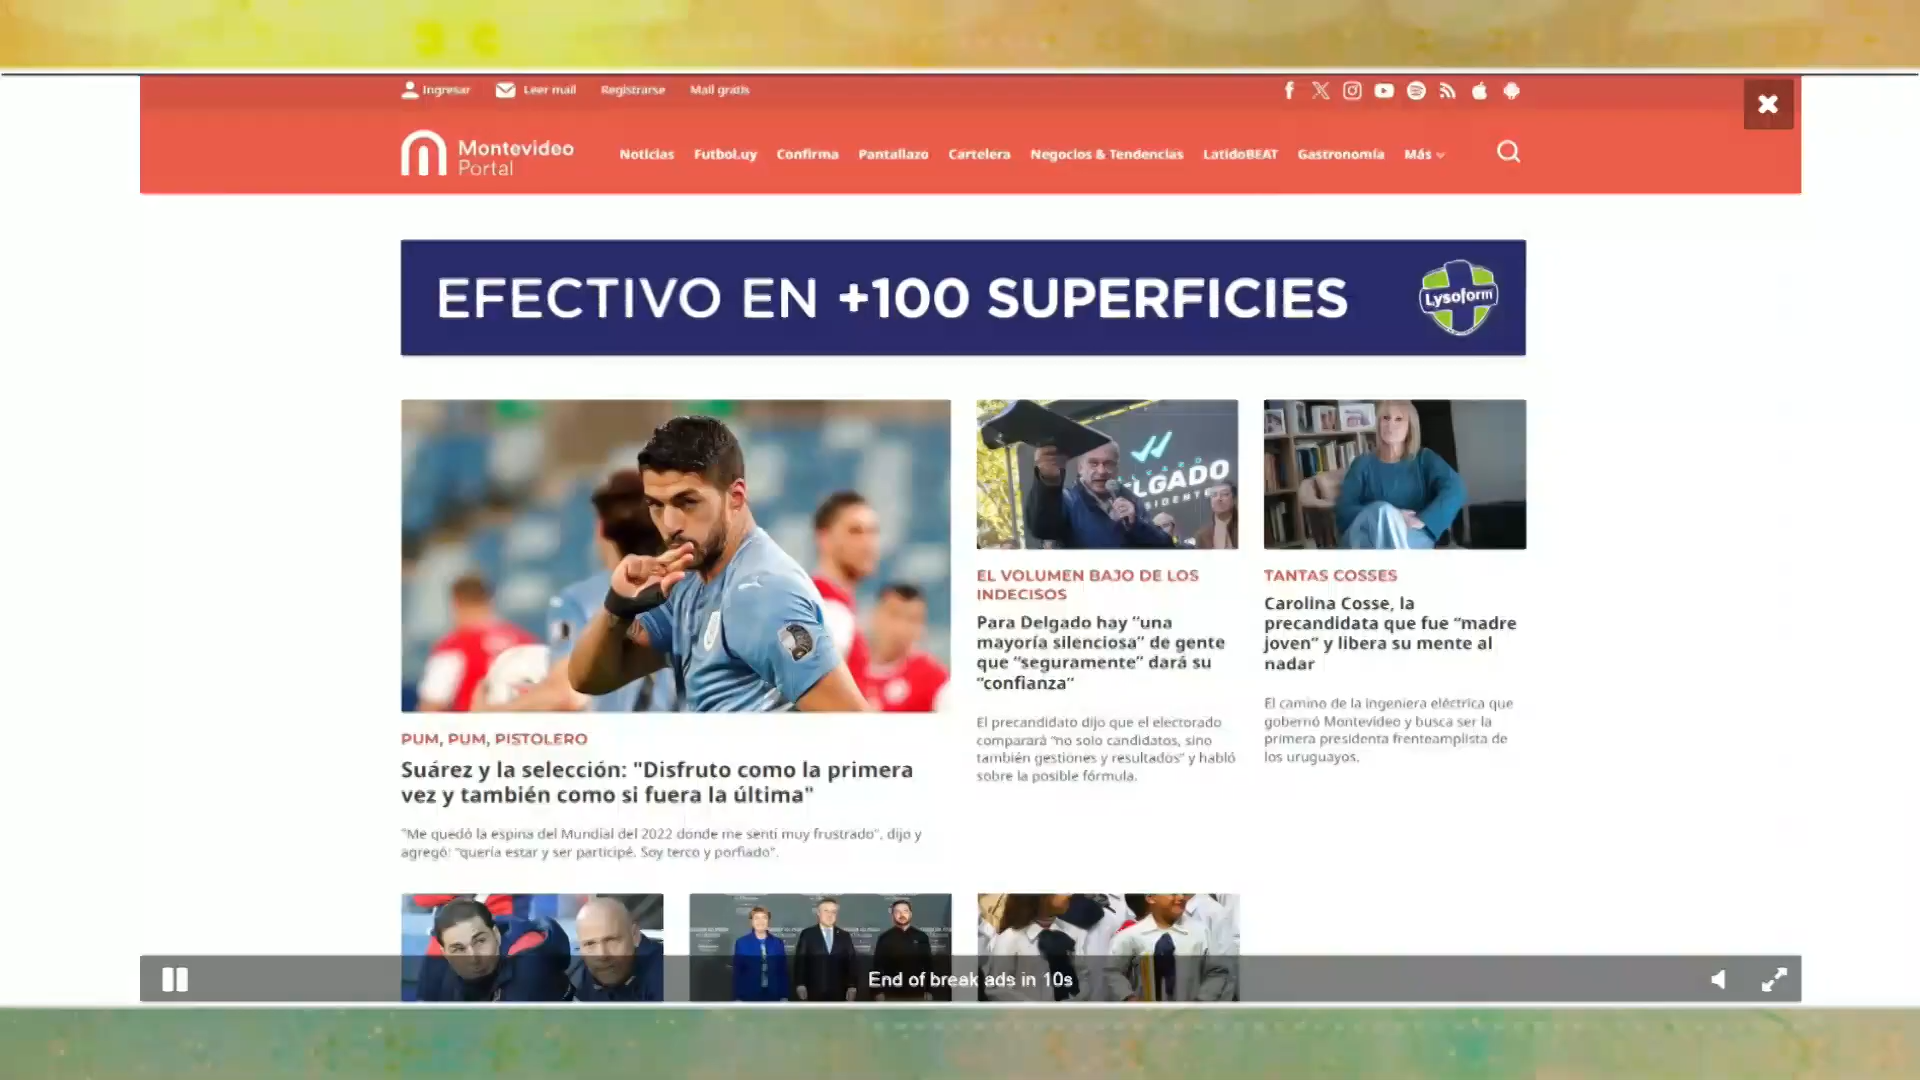 Ingresar
Leer mail
Registrarse
Mail gratis
Montevideo
Portal
Noticias
Futbol.uy
Confirma
Pantallazo
Cartelera
Negocios & Tendencias
LatidoBEAT
Gastronomía
Más
EFECTIVO EN +100 SUPERFICIES
Lysoform
LGADO
PUM, PUM, PISTOLERO
Suárez y la selección: "Disfruto como la primera
vez y también como si fuera la última"
"Me quedó la espina del Mundial del 2022 donde me sentí muy frustrado", dijo y
agregó: "quería estar y ser participé. Soy terco y porfiado".
EL VOLUMEN BAJO DE LOS
INDECISOS
Para Delgado hay "una
mayoría silenciosa" de gente
que "seguramente" dará su
"confianza"
El precandidato dijo que el electorado
comparará "no solo candidatos, sino
también gestiones y resultados" y habló
sobre la posible fórmula.
TANTAS COSSES
Carolina Cosse, la
precandidata que fue "madre
joven" y libera su mente al
nadar
El camino de la ingeniera eléctrica que
gobernó Montevideo y busca ser la
primera presidenta frenteamplista de
los uruguayos.
End of break ads in 10s